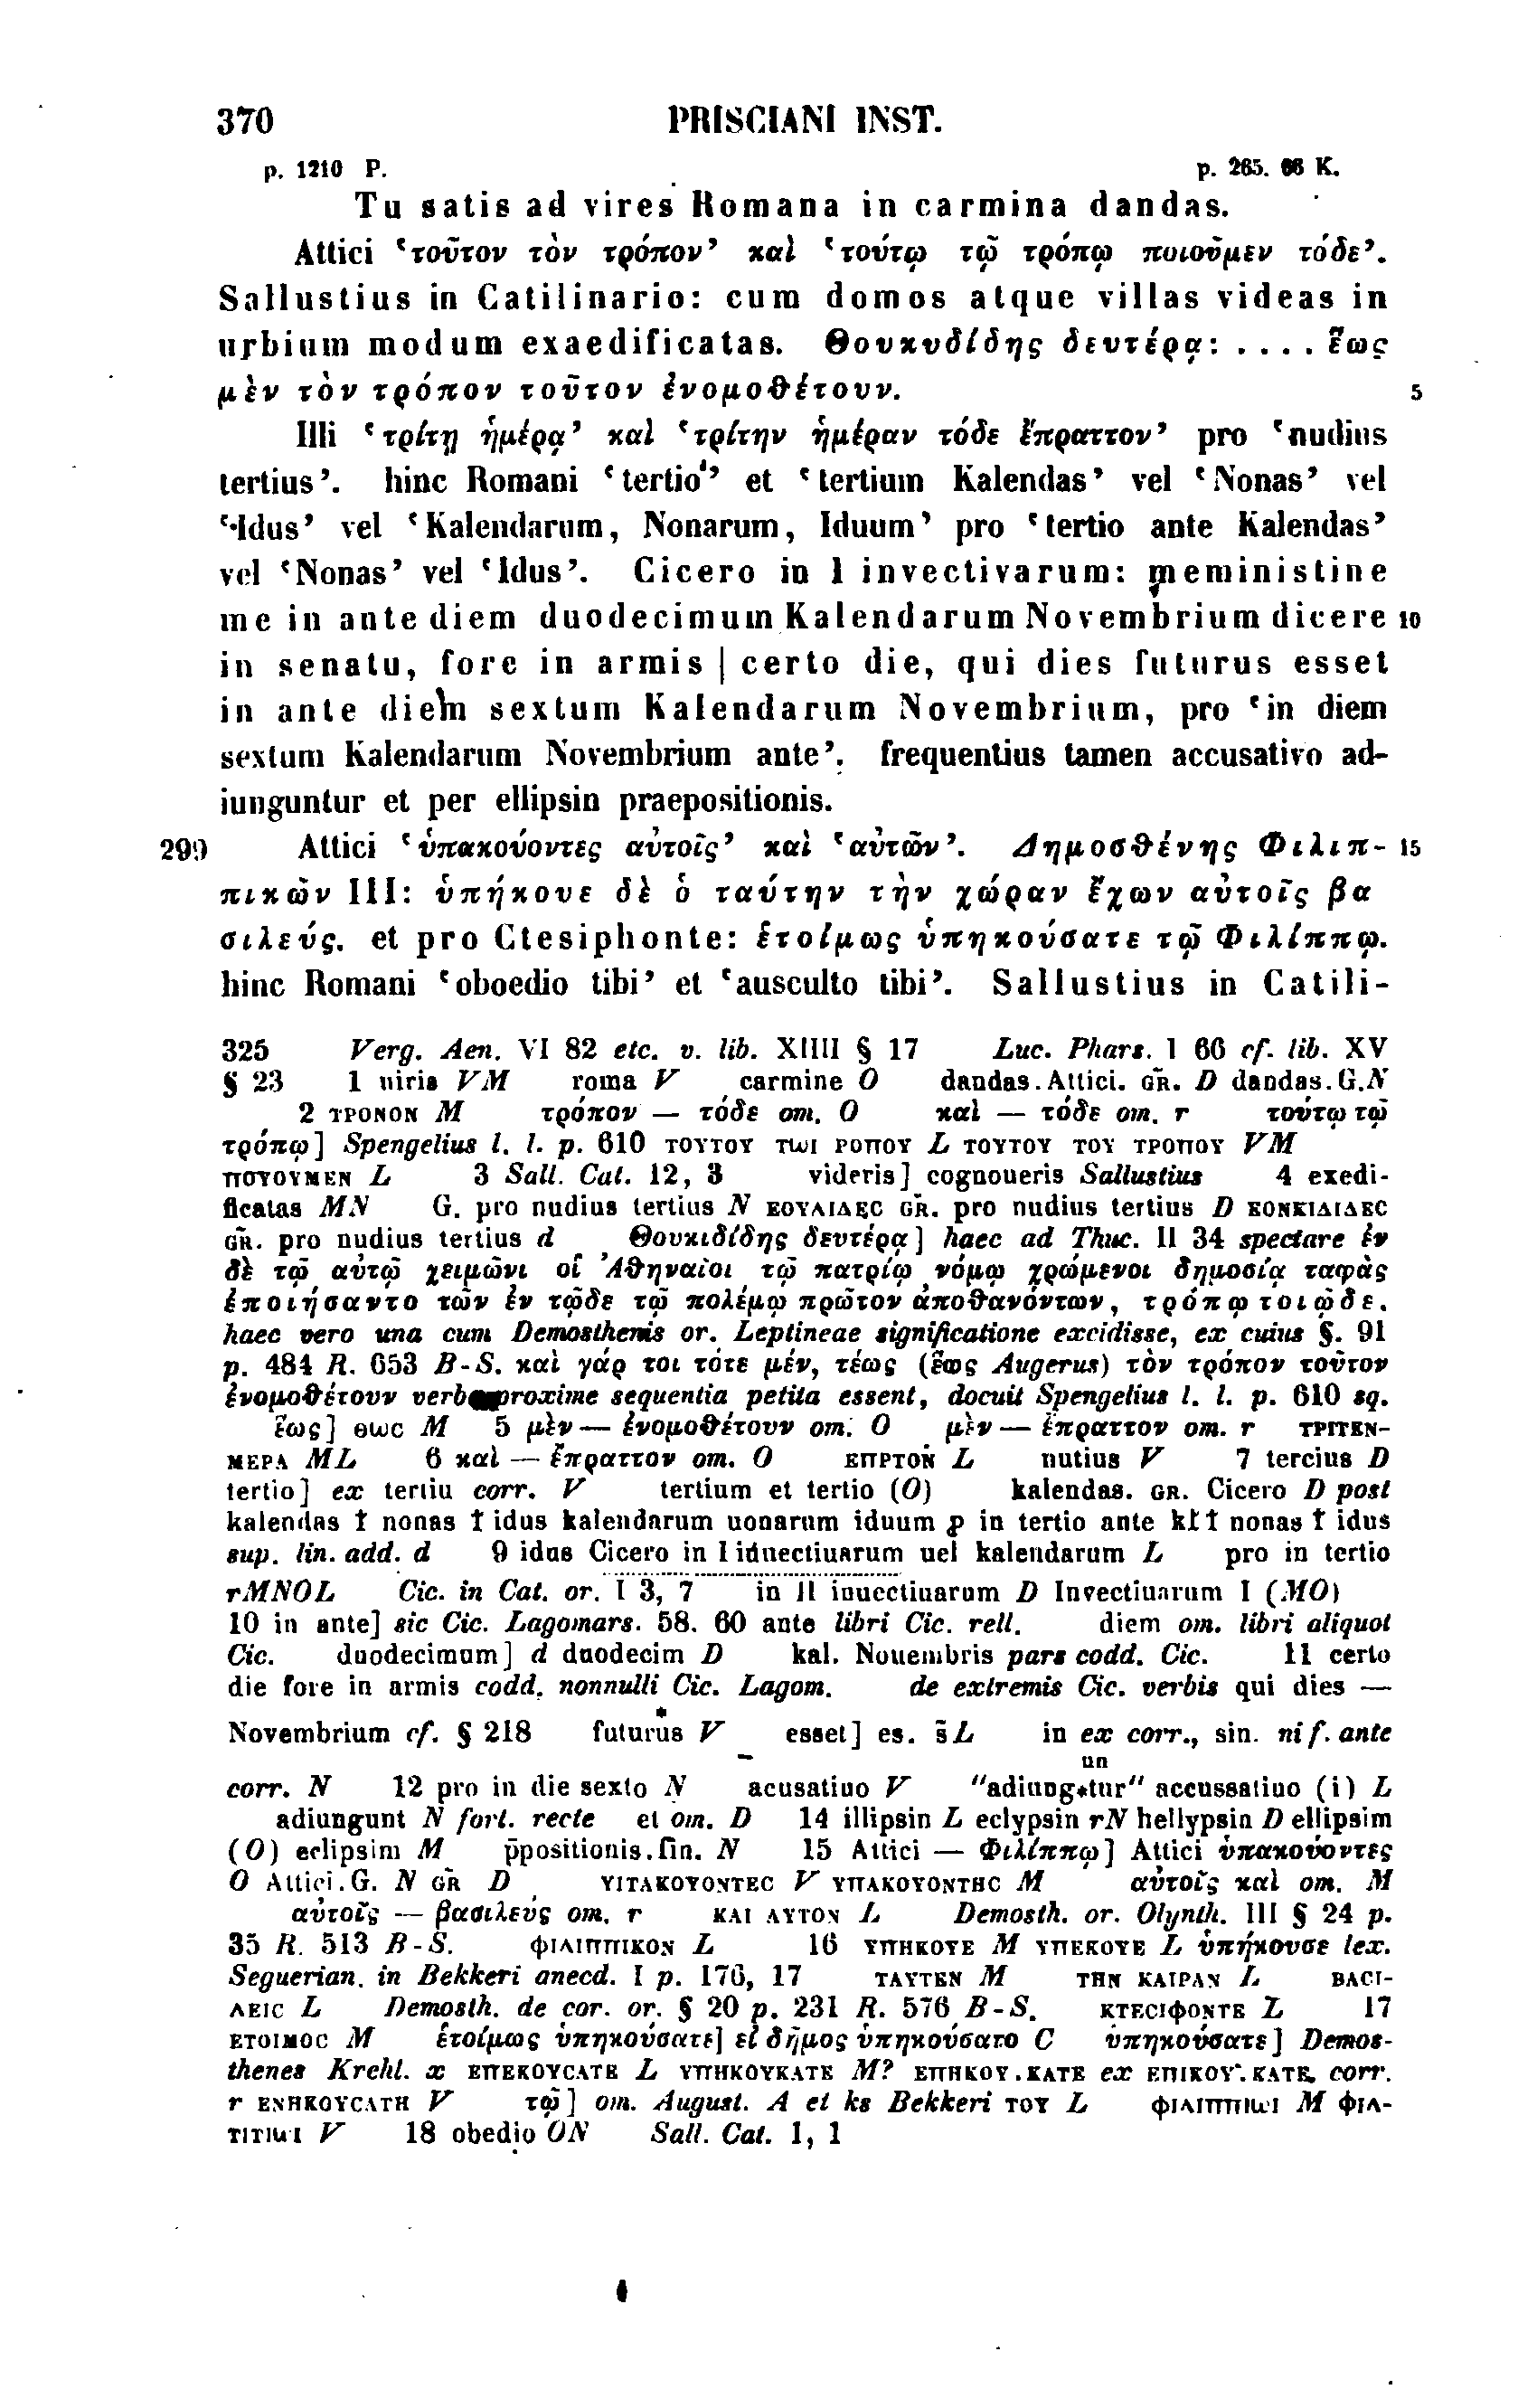 370 PRISCIANI INST.
p. 1210 P. p. 265. 66 K.
Tu satis ad vires Romana in carmina dandas.
Attici ‘τοῦτον τὸν τρόπον’ καὶ ‘τούτῳ τῷ τρόπῳ ποιοῦμεν τόδε’.
Sallustius in Catilinario: cum domos atque villas videas in
urbium modum exaedificatas. Θουκυδίδης δευτέρᾳ: .... ἕως
μὲν τὸν τρόπον τοῦτον ἐνομοθέτουν. 5
Illi ‘τρίτῃ ἡμέρᾳ’ καὶ ‘τρίτην ἡμέραν τόδε ἔπραττον’ pro ‘nudius
tertius’. hinc Romani ‘tertio’ et ‘tertium Kalendas’ vel ‘Nonas’ vel
‘Idus’ vel ‘Kalendarum, Nonarum, Iduum’ pro ‘tertio ante Kalendas’
vel ‘Nonas’ vel ‘Idus’. Cicero in I invectivarum: meministine
me in ante diem duodecimum Kalendarum Novembrium dicere 10
in senatu, fore in armis | certo die, qui dies futurus esset
in ante diem sextum Kalendarum Novembrium, pro ‘in diem
sextum Kalendarum Novembrium ante’. frequentius tamen accusativo ad-
iunguntur et per ellipsin praepositionis.
299 Attici ‘ὑπακούοντες αὐτοῖς’ καὶ ‘αὐτῶν’. Δημοσθένης Φιλιπ- 15
πικῶν III: ὑπήκουε δὲ ὁ ταύτην τὴν χώραν ἔχων αὐτοῖς βα
σιλεύς. et pro Ctesiphonte: ἑτοίμως ὑπηκούσατε τῷ Φιλίππῳ.
hinc Romani ‘oboedio tibi’ et ‘ausculto tibi’. Sallustius in Catili-
325 Verg. Aen. VI 82 etc. v. lib. XIIII § 17 Luc. Phars. I 66 cf. lib. XV
§ 23 1 uiris VM roma V carmine O dandas. Attici. GR. D dandas. G. N
2 ΤΡΟΝΟΝ M τρόπον — τόδε om. O καὶ — τόδε om. r τούτῳ τῷ
τρόπῳ] Spengelius l. l. p. 610 ΤΟΥΤΟΥ ΤωΙ ΡΟΠΟΥ L ΤΟΥΤΟΥ ΤΟΥ ΤΡΟΠΟΥ VM
ΠΟΤΟΥΜΕΝ L 3 Sall. Cat. 12, 3 videris] cognoueris Sallustius 4 exedi-
ficatas MN G. pro nudius tertius N ΕΟΥΛΙΔΕC GR. pro nudius tertius D ΕΟΝΚΙΔΙΔΕC
GR. pro nudius tertius d Θουκιδίδης δευτέρᾳ] haec ad Thuc. II 34 spectare ἐν
δὲ τῷ αὐτῷ χειμῶνι οἱ Ἀθηναῖοι τῷ πατρίῳ νόμῳ χρώμενοι δημοσίᾳ ταφὰς
ἐποιήσαντο τῶν ἐν τῷδε τῷ πολέμῳ πρῶτον ἀποθανόντων, τρόπῳ τοιῷδε.
haec vero una cum Demosthenis or. Leptineae significatione excidisse, ex cuius §. 91
p. 484 R. 653 B-S. καὶ γάρ τοι τότε μέν, τέως (ἕως Augerus) τὸν τρόπον τοῦτον
ἐνομοθέτουν verba proxime sequentia petita essent, docuit Spengelius l. l. p. 610 sq.
ἕως] ΘωC M 5 μὲν — ἐνομοθέτουν om. O μὲν — ἔπραττον om. r ΤΡΙΤΕΝ-
ΜΕΡΑ ML 6 καὶ — ἔπραττον om. O ΕΠΡΤΟΝ L nutius V 7 tercius D
tertio] ex tertiu corr. V tertium et tertio (O) kalendas. GR. Cicero D post
kalendas ł nonas ł idus kalendarum nonarum iduum ꝑ in tertio ante kł ł nonas ł idus
sup. lin. add. d 9 idus Cicero in I iduectiuarum uel kalendarum L pro in tertio
rMNOL Cic. in Cat. or. I 3, 7 in II inuectiuarum D Invectiuarum I (MO)
10 in ante] sic Cic. Lagomars. 58. 60 ante libri Cic. rell. diem om. libri aliquot
Cic. duodecimum] d duodecim D kal. Nouembris pars codd. Cic. 11 certo
die fore in armis codd. nonnulli Cic. Lagom. de extremis Cic. verbis qui dies —
Novembrium cf. § 218 futurus V esset] es. s̄ L in ex corr., sin. ni f. ante
un
corr. N 12 pro in die sexto N acusatiuo V "adiung*tur" accussatiuo (i) L
adiungunt N fort. recte et om. D 14 illipsin L eclypsin rN hellypsin D ellipsim
(O) eclipsim M p̄positionis. fin. N 15 Attici — Φιλίππῳ] Attici ὑπακούοντες
O Attici. G. N GR D ΥΙΤΑΚΟΥΟΝΤΕC V ΥΠΑΚΟΥΟΝΤΗC M αὐτοῖς καὶ om. M
αὐτοῖς — βασιλεὺς om. r ΚΑΙ ΑΥΤΟΝ L Demosth. or. Olynth. III § 24 p.
35 R. 513 B-S. ΦΙΛΙΠΠΙΚΟΝ L 16 ΥΠΗΚΟΥΕ M ΥΠΕΚΟΥΕ L ὑπήκουσε lex.
Seguerian. in Bekkeri anecd. I p. 176, 17 ΤΑΥΤΕΝ M ΤΗΝ ΚΑΙΡΑΝ L ΒΑCΙ-
ΛΕΙC L Demosth. de cor. or. § 20 p. 231 R. 576 B-S. ΚΤΕCΙΦΟΝΤΕ L 17
ΕΤΟΙΜΟC M ἑτοίμως ὑπηκούσατε] εἰ δῆμος ὑπηκούσατο C ὑπηκούσατε] Demos-
thenes Krehl. x ΕΠΕΚΟΥCΑΤΕ L ΥΠΗΚΟΥΚΑΤΕ M? ΕΠΗΚΟΥ.ΚΑΤΕ ex ΕΠΙΚΟΥ.ΚΑΤΕ corr.
r ΕΝΗΚΟΥCΑΤΗ V τῷ] om. August. A et ks Bekkeri ΤΟΥ L ΦΙΛΙΠΠΙωΙ M ΦΙΛ-
ΤΙΤΙωΙ V 18 obedio ON Sall. Cat. 1, 1